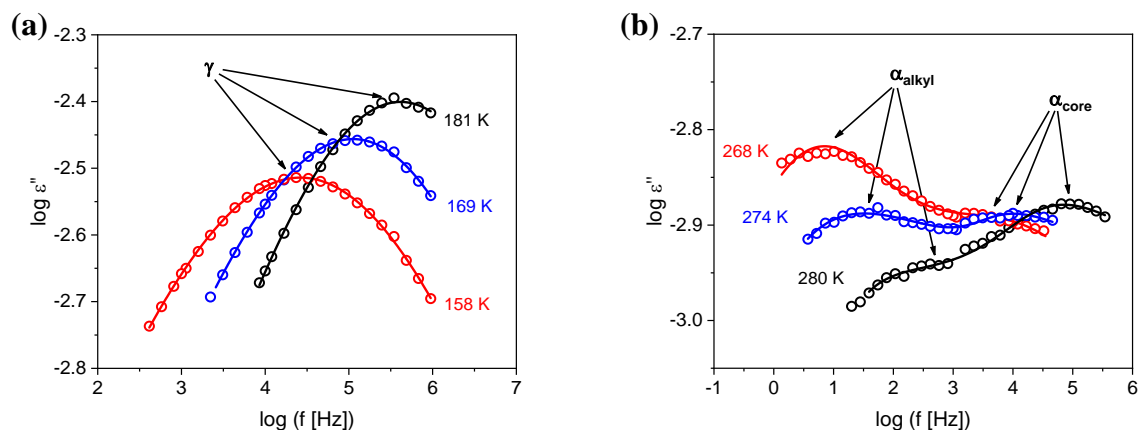 (a)
-2.3
-2.4
-2.5
-2.6
-2.7
-2.8
log ε''
γ
181 K
169 K
158 K
2 3 4 5 6 7
log (f [Hz])
(b)
-2.7
-2.8
-2.9
-3.0
log ε''
αalkyl
αcore
268 K
274 K
280 K
-1 0 1 2 3 4 5 6
log (f [Hz])